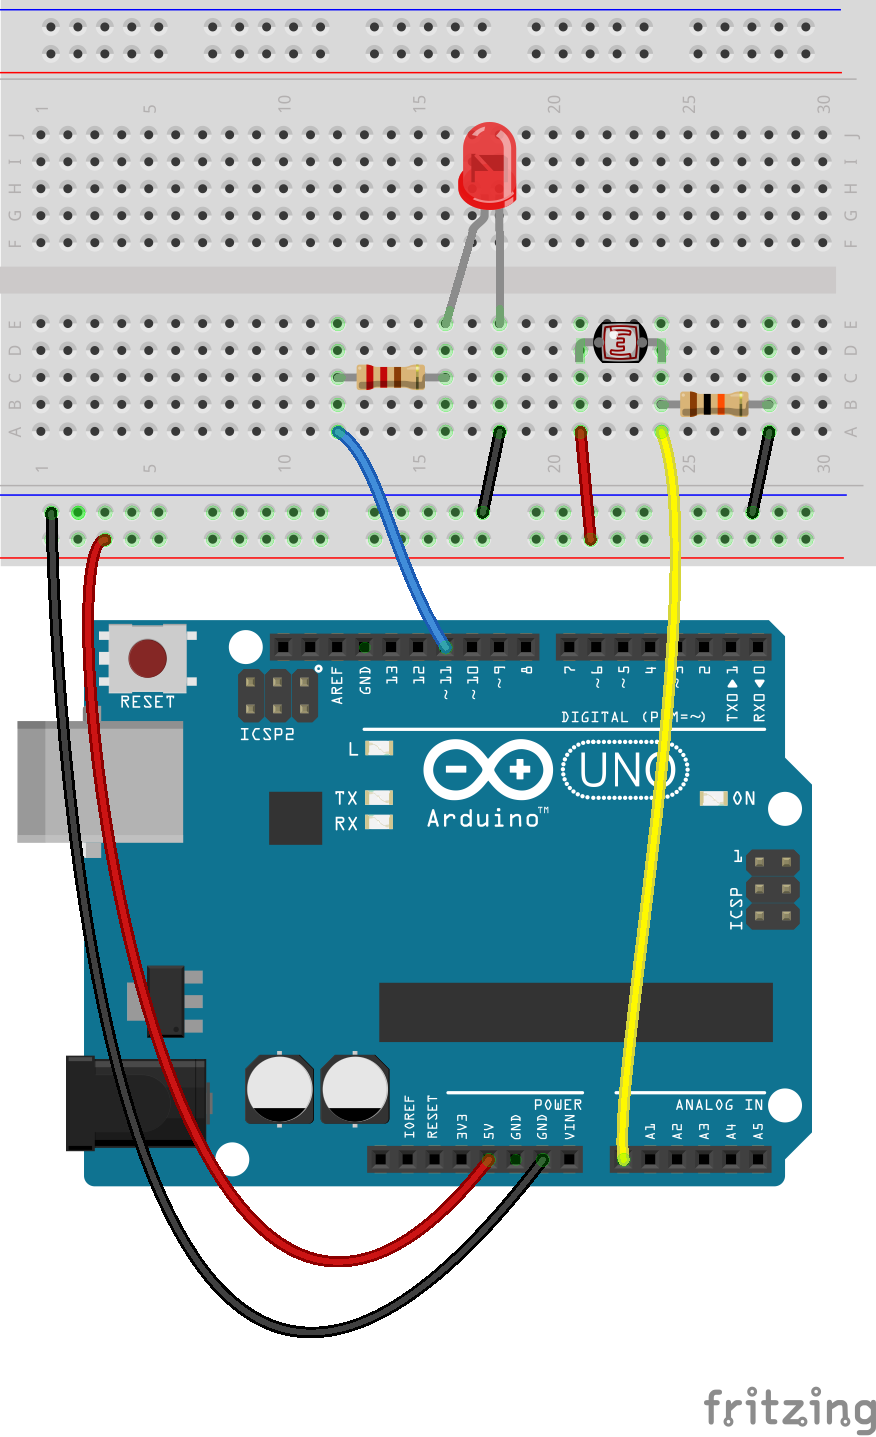 1 5 10 15 20 25 30
J J
I I
H H
G G
F F
E E
D D
C C
B B
A A
1 5 10 15 20 25 30
RESET
ICSP2
AREF
GND
13
12
~11
~10
~9
8
7
~6
~5
4
~3
2
TX0▶1
RX0◀0
DIGITAL (PWM=~)
L
TX
RX
Arduino™
UNO
ON
1
ICSP
IOREF
RESET
3V3
5V
GND
GND
VIN
POWER
ANALOG IN
A1
A2
A3
A4
A5
fritzing